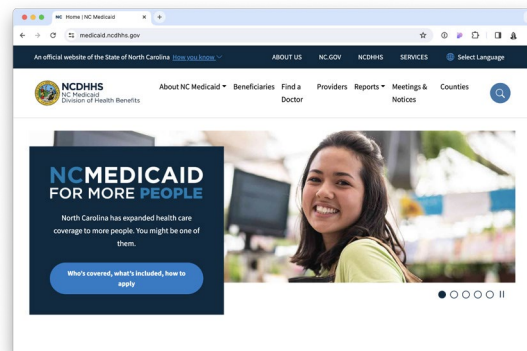 NC Home | NC Medicaid
medicaid.ncdhhs.gov
An official website of the State of North Carolina How you know
ABOUT US NC.GOV NCDHHS SERVICES Select Language
NCDHHS
NC Medicaid
Division of Health Benefits
About NC Medicaid Beneficiaries Find a Doctor Providers Reports Meetings & Notices Counties
NCMEDICAID
FOR MORE PEOPLE
North Carolina has expanded health care
coverage to more people. You might be one of
them.
Who's covered, what's included, how to
apply